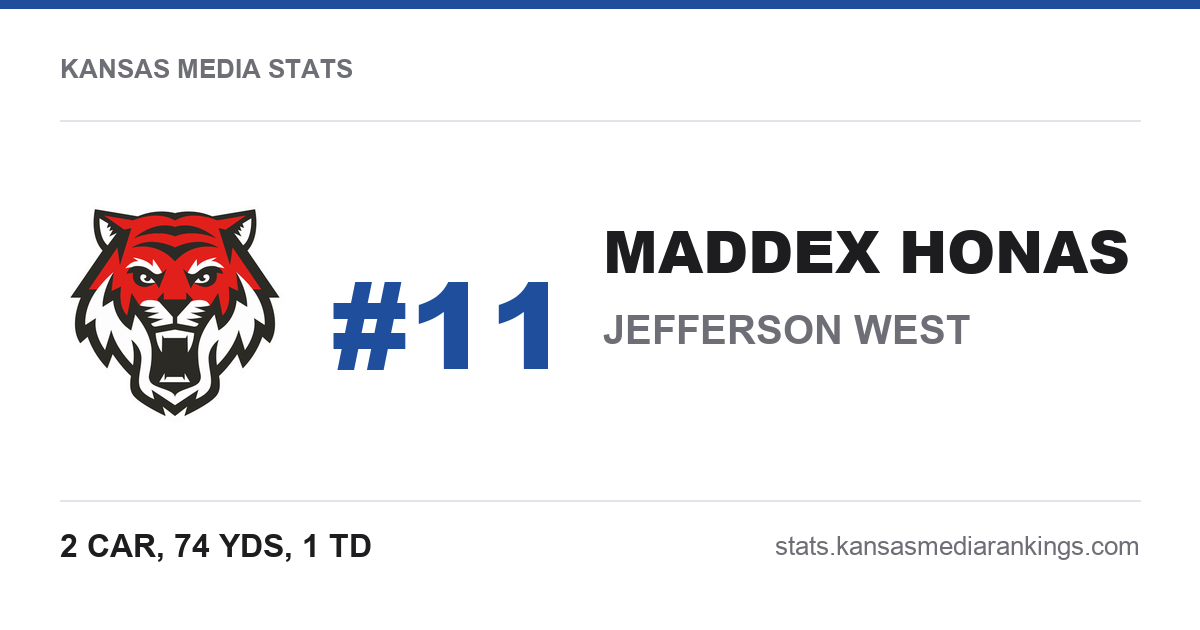 KANSAS MEDIA STATS
#11
MADDEX HONAS
JEFFERSON WEST
2 CAR, 74 YDS, 1 TD
stats.kansasmediarankings.com